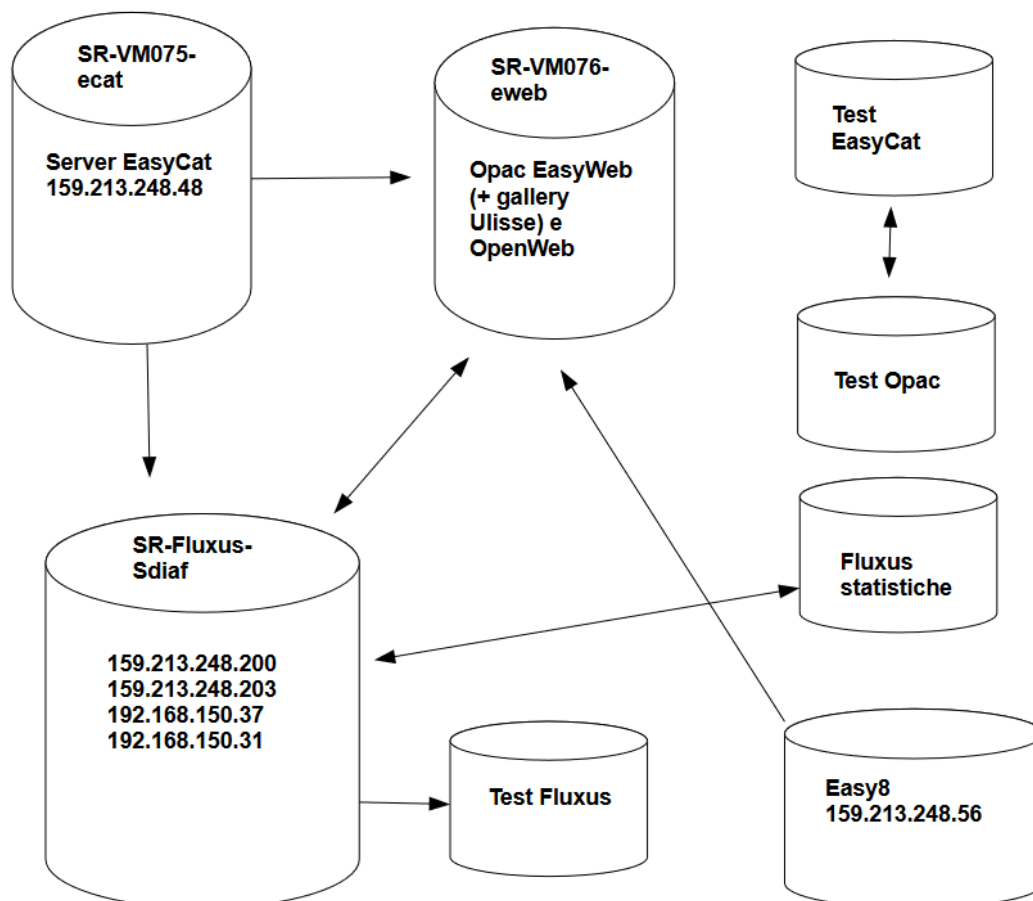 SR-VM075-
ecat
Server EasyCat
159.213.248.48
SR-VM076-
eweb
Opac EasyWeb
(+ gallery
Ulisse) e
OpenWeb
Test
EasyCat
Test Opac
Fluxus
statistiche
SR-Fluxus-
Sdiaf
159.213.248.200
159.213.248.203
192.168.150.37
192.168.150.31
Test Fluxus
Easy8
159.213.248.56